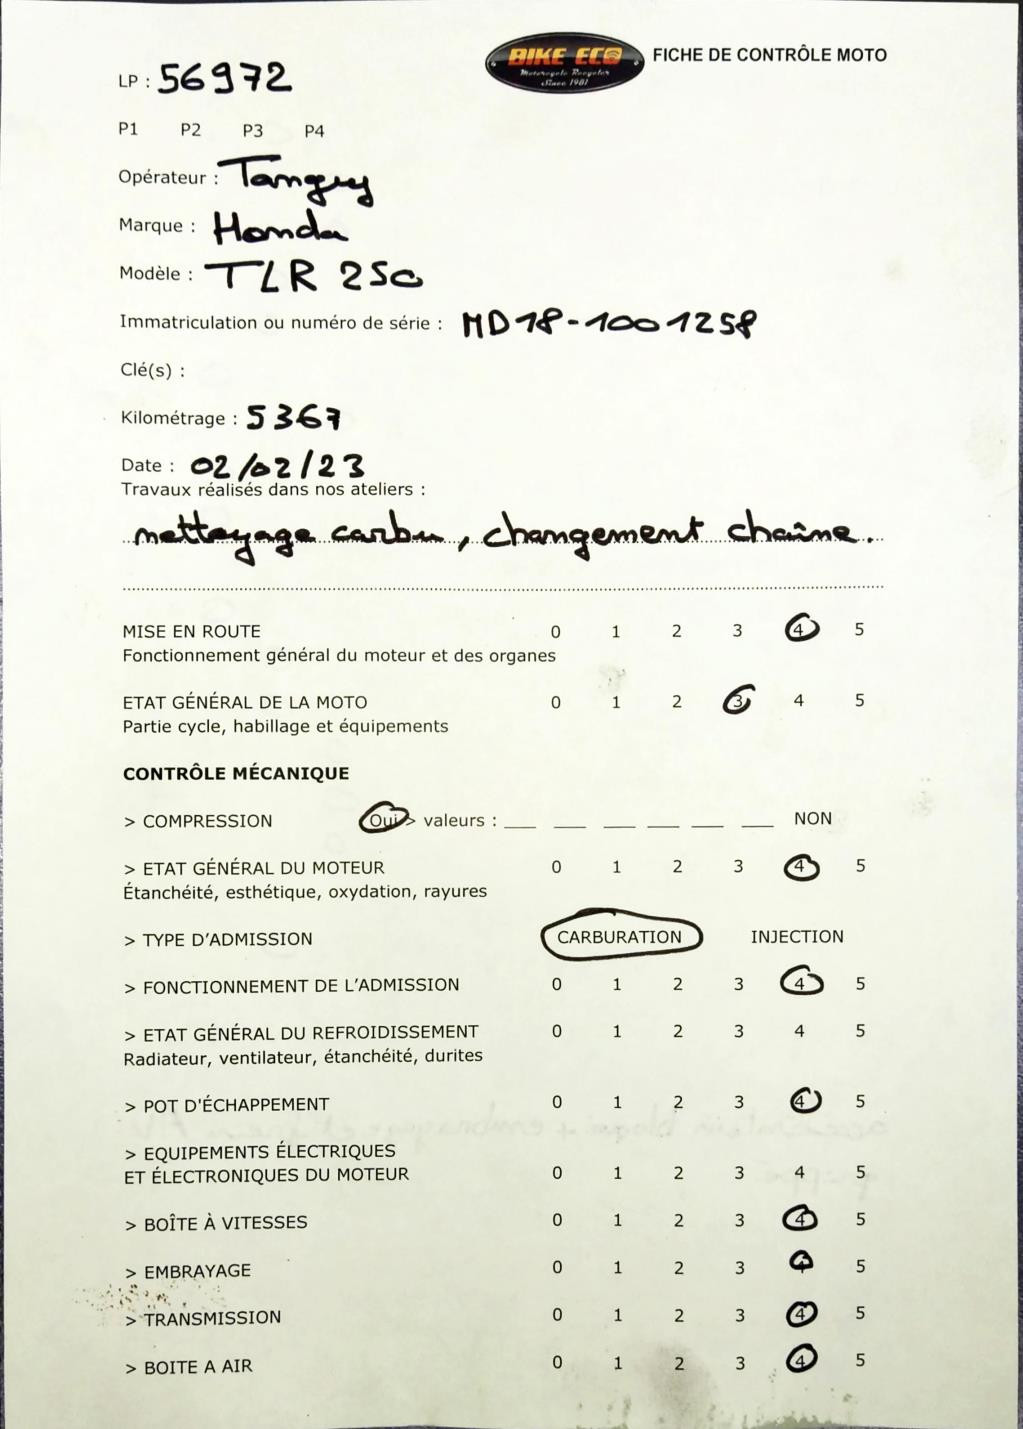 BIKE ECO
Motorcycle Recycler
Since 1981
FICHE DE CONTRÔLE MOTO
LP : 56972
P1 P2 P3 P4
Opérateur : Tanguy
Marque : Honda
Modèle : TLR 250
Immatriculation ou numéro de série : MD18-1001258
Clé(s) :
Kilométrage : 5367
Date : 02/02/23
Travaux réalisés dans nos ateliers :
nettoyage carbu, changement chaîne.
MISE EN ROUTE 0 1 2 3 4 5
Fonctionnement général du moteur et des organes
ETAT GÉNÉRAL DE LA MOTO 0 1 2 3 4 5
Partie cycle, habillage et équipements
CONTRÔLE MÉCANIQUE
> COMPRESSION Oui > valeurs : __ __ __ __ __ __ NON
> ETAT GÉNÉRAL DU MOTEUR 0 1 2 3 4 5
Étanchéité, esthétique, oxydation, rayures
> TYPE D'ADMISSION CARBURATION INJECTION
> FONCTIONNEMENT DE L'ADMISSION 0 1 2 3 4 5
> ETAT GÉNÉRAL DU REFROIDISSEMENT 0 1 2 3 4 5
Radiateur, ventilateur, étanchéité, durites
> POT D'ÉCHAPPEMENT 0 1 2 3 4 5
> EQUIPEMENTS ÉLECTRIQUES
ET ÉLECTRONIQUES DU MOTEUR 0 1 2 3 4 5
> BOÎTE À VITESSES 0 1 2 3 4 5
> EMBRAYAGE 0 1 2 3 4 5
> TRANSMISSION 0 1 2 3 4 5
> BOITE A AIR 0 1 2 3 4 5